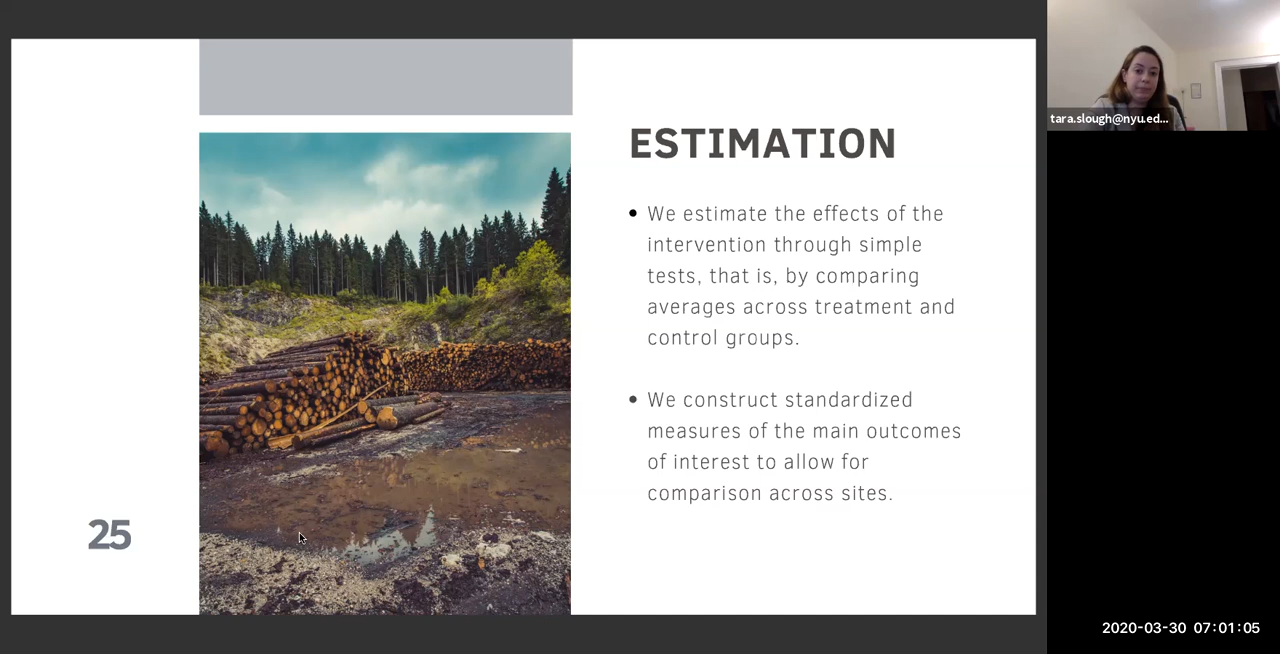 ESTIMATION
• We estimate the effects of the
intervention through simple
tests, that is, by comparing
averages across treatment and
control groups.
• We construct standardized
measures of the main outcomes
of interest to allow for
comparison across sites.
25
tara.slough@nyu.ed...
2020-03-30 07:01:05